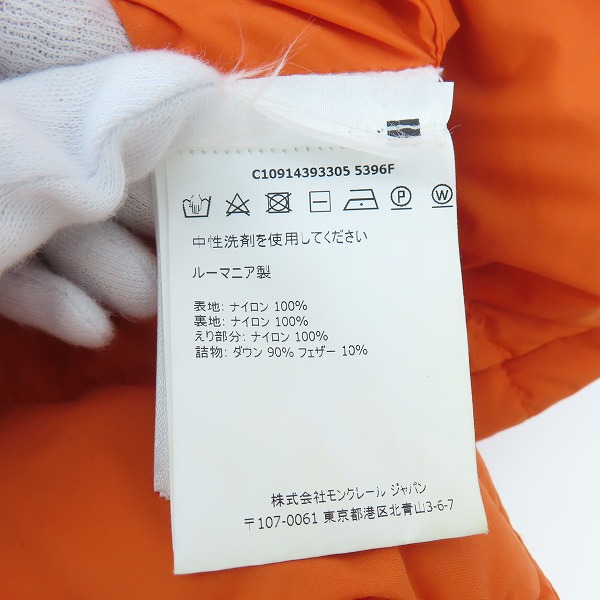 C10914393305 5396F
中性洗剤を使用してください
ルーマニア製
表地: ナイロン 100%
裏地: ナイロン 100%
えり部分: ナイロン 100%
詰物: ダウン 90% フェザー 10%
株式会社モンクレール ジャパン
〒107-0061 東京都港区北青山3-6-7